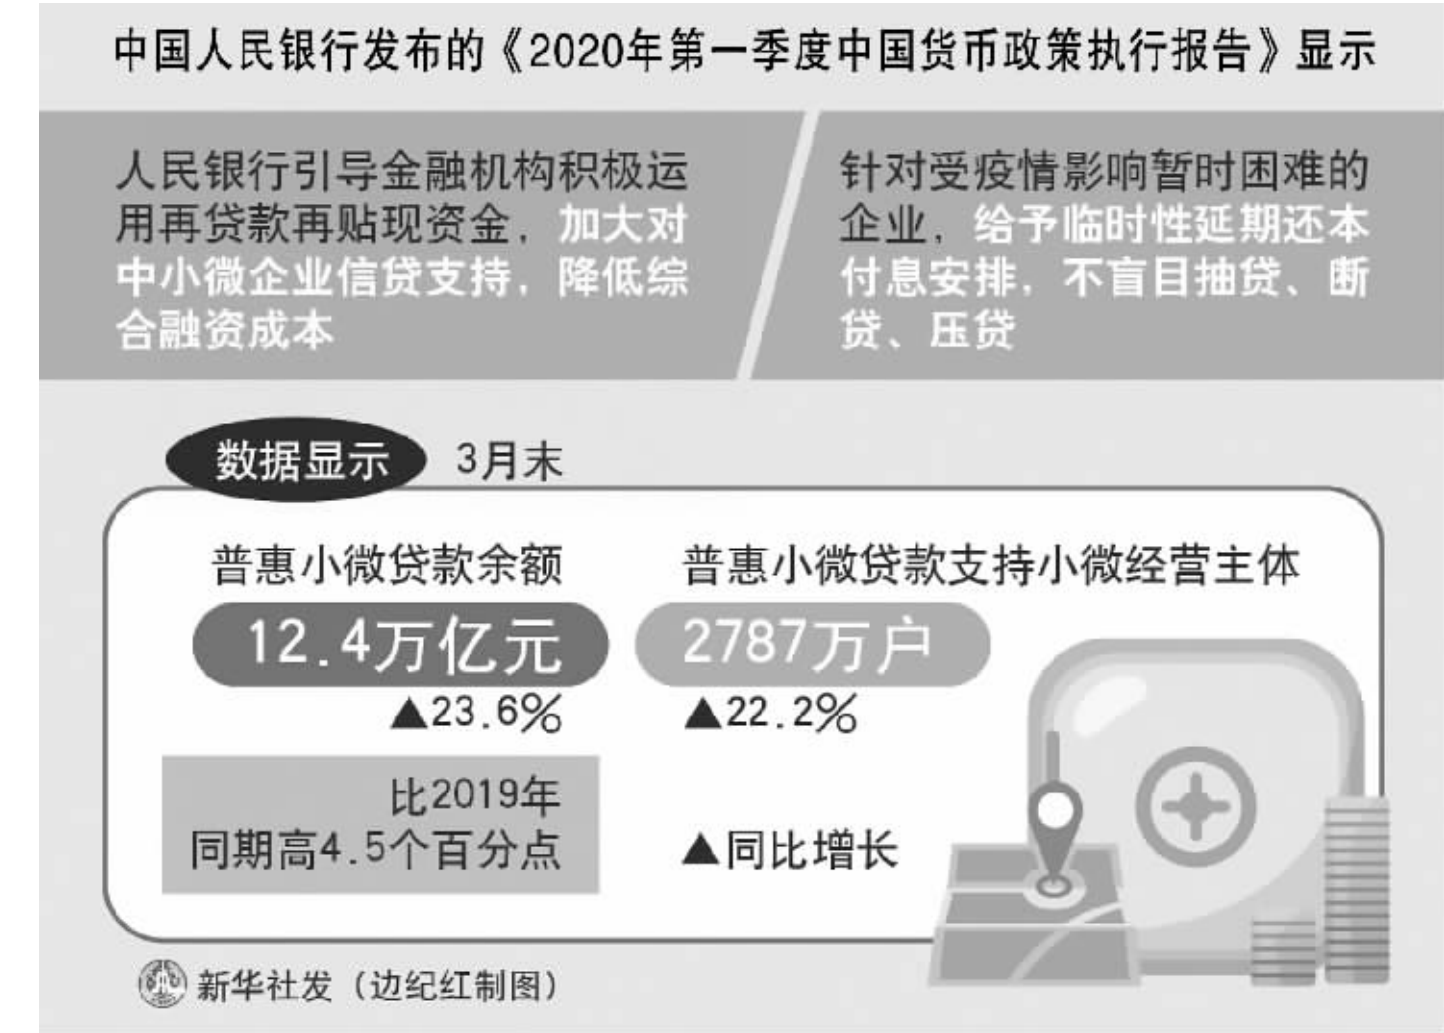 中国人民银行发布的《2020年第一季度中国货币政策执行报告》显示
人民银行引导金融机构积极运
用再贷款再贴现资金，加大对
中小微企业信贷支持，降低综
合融资成本
针对受疫情影响暂时困难的
企业，给予临时性延期还本
付息安排，不盲目抽贷、断
贷、压贷
数据显示 3月末
普惠小微贷款余额
12.4万亿元
▲23.6%
比2019年
同期高4.5个百分点
普惠小微贷款支持小微经营主体
2787万户
▲22.2%
▲同比增长
新华社发（边纪红制图）